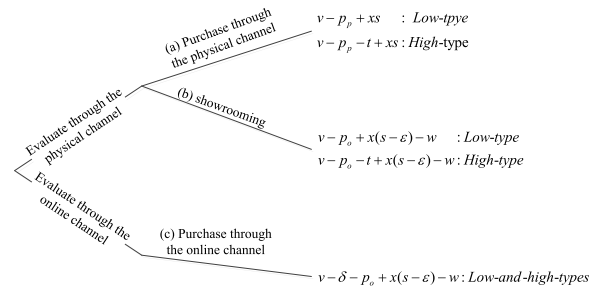 (a) Purchase through
the physical channel
v − p_p + xs : Low-tpye
v − p_p − t + xs : High-type
Evaluate through the
physical channel
(b) showrooming
v − p_o + x(s − ε) − w : Low-type
v − p_o − t + x(s − ε) − w : High-type
Evaluate through the
online channel
(c) Purchase through
the online channel
v − δ − p_o + x(s − ε) − w : Low-and-high-types